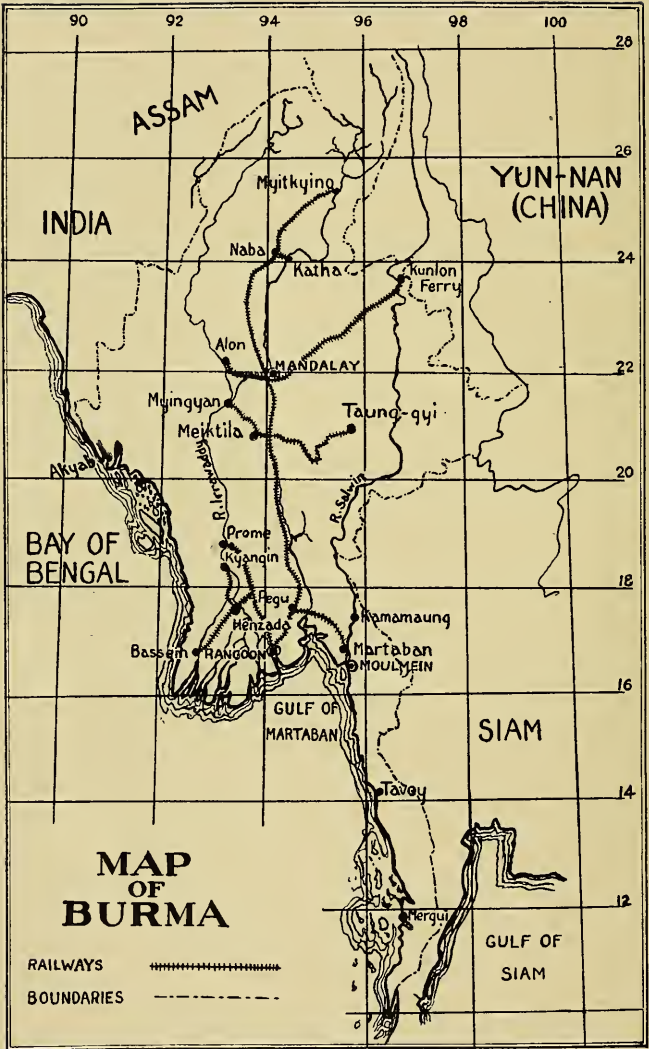 90 92 94 96 98 100
28
ASSAM
26
Myitkyino
YUN-NAN
(CHINA)
INDIA
Naba
Katha
24
Kunlon
Ferry
Alon
MANDALAY
22
Myingyan
Taung-gyi
Meiktila
Akyab
R. Irrawaddy
R. Salwin
20
Prome
BAY OF
BENGAL
Kyangin
18
Pegu
Henzada
Kamamaung
Bassein
RANGOON
Martaban
MOULMEIN
16
GULF OF
MARTABAN
SIAM
Tavoy
14
MAP
OF
BURMA
12
Mergui
GULF OF
SIAM
RAILWAYS
BOUNDARIES